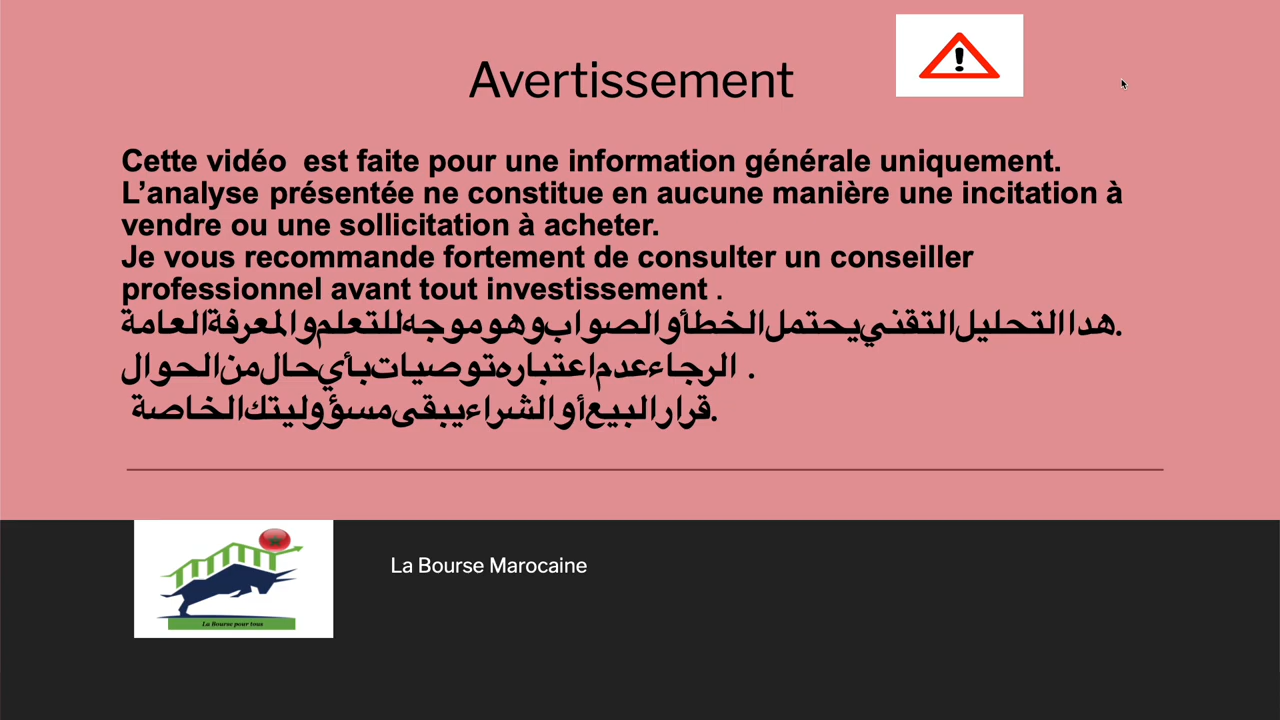 Avertissement
Cette vidéo  est faite pour une information générale uniquement.
L’analyse présentée ne constitue en aucune manière une incitation à
vendre ou une sollicitation à acheter.
Je vous recommande fortement de consulter un conseiller
professionnel avant tout investissement .
هدا التحليل التقني يحتمل الخطأ و الصواب وهو موجه للتعلم والمعرفة العامة.
الرجاء عدم اعتباره توصيات بأي حال من الحوال .
قرار البيع أو الشراء يبقى مسؤوليتك الخاصة.
La Bourse pour tous
La Bourse Marocaine